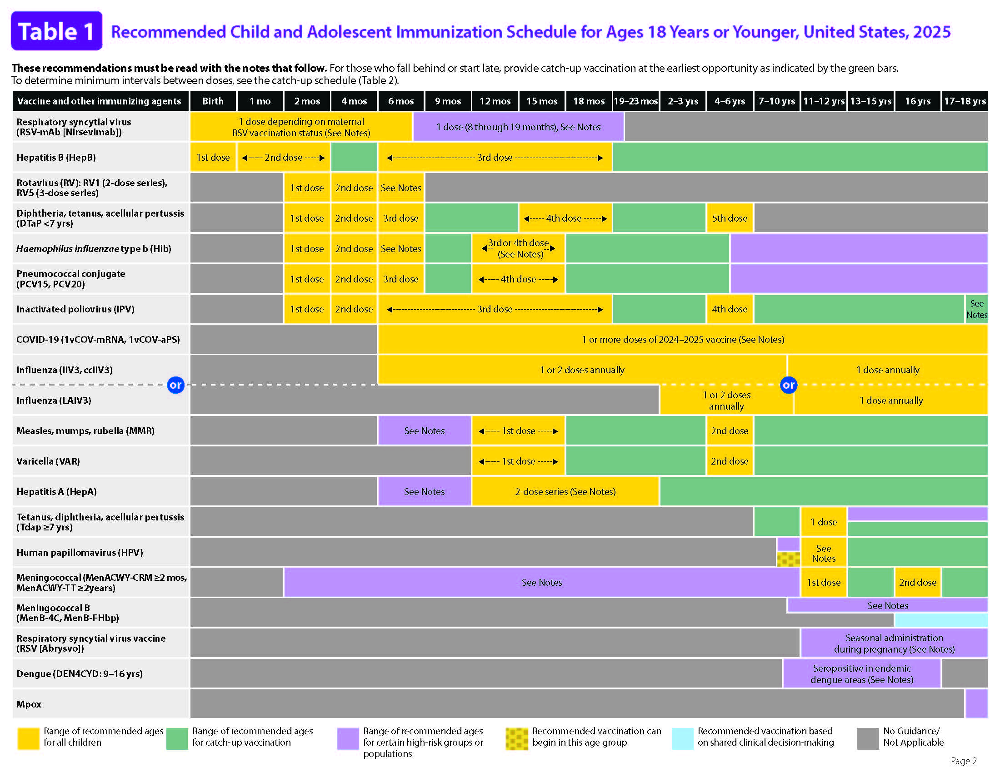 Table 1 Recommended Child and Adolescent Immunization Schedule for Ages 18 Years or Younger, United States, 2025
These recommendations must be read with the notes that follow. For those who fall behind or start late, provide catch-up vaccination at the earliest opportunity as indicated by the green bars.
To determine minimum intervals between doses, see the catch-up schedule (Table 2).
Vaccine and other immunizing agents Birth 1 mo 2 mos 4 mos 6 mos 9 mos 12 mos 15 mos 18 mos 19–23 mos 2–3 yrs 4–6 yrs 7–10 yrs 11–12 yrs 13–15 yrs 16 yrs 17–18 yrs
Respiratory syncytial virus
(RSV-mAb [Nirsevimab])
1 dose depending on maternal
RSV vaccination status (See Notes)
1 dose (8 through 19 months), See Notes
Hepatitis B (HepB) 1st dose 2nd dose 3rd dose
Rotavirus (RV): RV1 (2-dose series),
RV5 (3-dose series)
1st dose 2nd dose See Notes
Diphtheria, tetanus, acellular pertussis
(DTaP <7 yrs)
1st dose 2nd dose 3rd dose 4th dose 5th dose
Haemophilus influenzae type b (Hib) 1st dose 2nd dose See Notes
3rd or 4th dose
(See Notes)
Pneumococcal conjugate
(PCV15, PCV20)
1st dose 2nd dose 3rd dose 4th dose
Inactivated poliovirus (IPV) 1st dose 2nd dose 3rd dose 4th dose
See
Notes
COVID-19 (1vCOV-mRNA, 1vCOV-aPS) 1 or more doses of 2024–2025 vaccine (See Notes)
Influenza (IIV3, ccIIV3) 1 or 2 doses annually 1 dose annually
or or
Influenza (LAIV3)
1 or 2 doses
annually
1 dose annually
Measles, mumps, rubella (MMR) See Notes 1st dose 2nd dose
Varicella (VAR) 1st dose 2nd dose
Hepatitis A (HepA) See Notes 2-dose series (See Notes)
Tetanus, diphtheria, acellular pertussis
(Tdap ≥7 yrs)
1 dose
Human papillomavirus (HPV)
See
Notes
Meningococcal (MenACWY-CRM ≥2 mos,
MenACWY-TT ≥2years)
See Notes 1st dose 2nd dose
Meningococcal B
(MenB-4C, MenB-FHbp)
See Notes
Respiratory syncytial virus vaccine
(RSV [Abrysvo])
Seasonal administration
during pregnancy (See Notes)
Dengue (DEN4CYD: 9–16 yrs)
Seropositive in endemic
dengue areas (See Notes)
Mpox
Range of recommended ages
for all children
Range of recommended ages
for catch-up vaccination
Range of recommended ages
for certain high-risk groups or
populations
Recommended vaccination can
begin in this age group
Recommended vaccination based
on shared clinical decision-making
No Guidance/
Not Applicable
Page 2